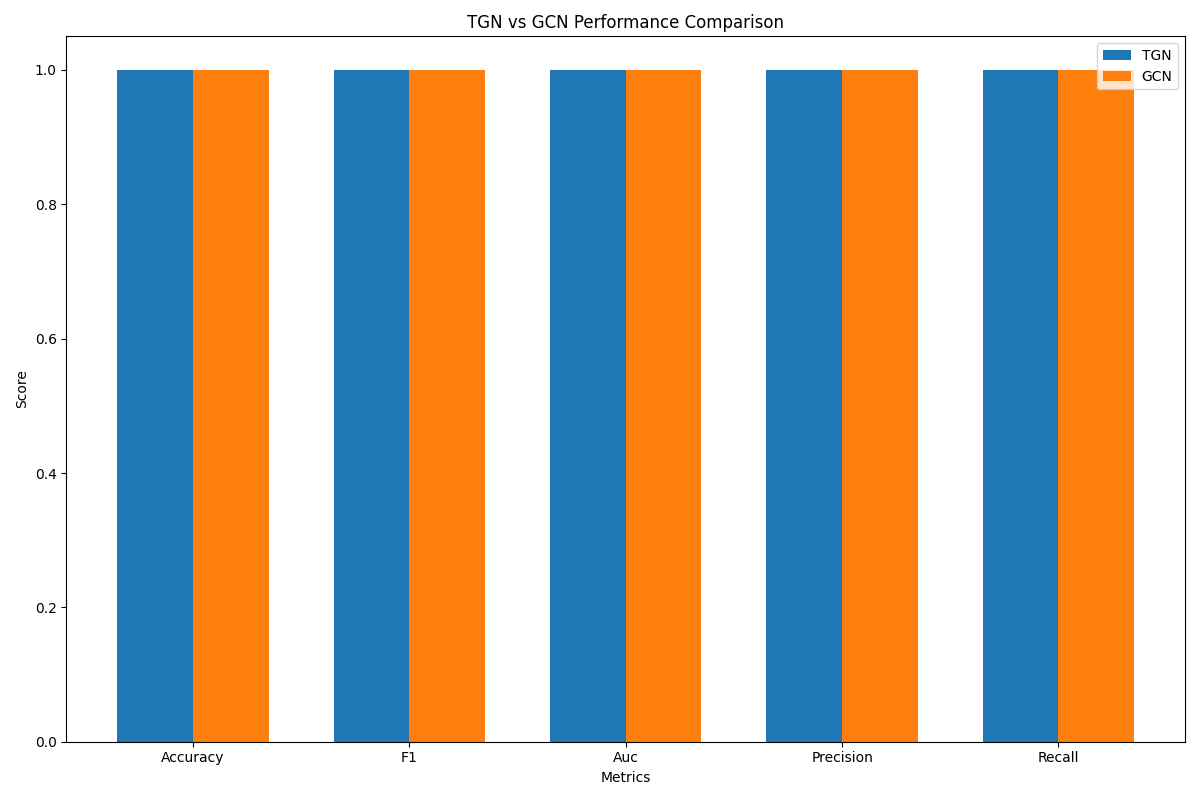 TGN vs GCN Performance Comparison
TGN
GCN
1.0
0.8
0.6
0.4
0.2
0.0
Score
Accuracy
F1
Auc
Precision
Recall
Metrics